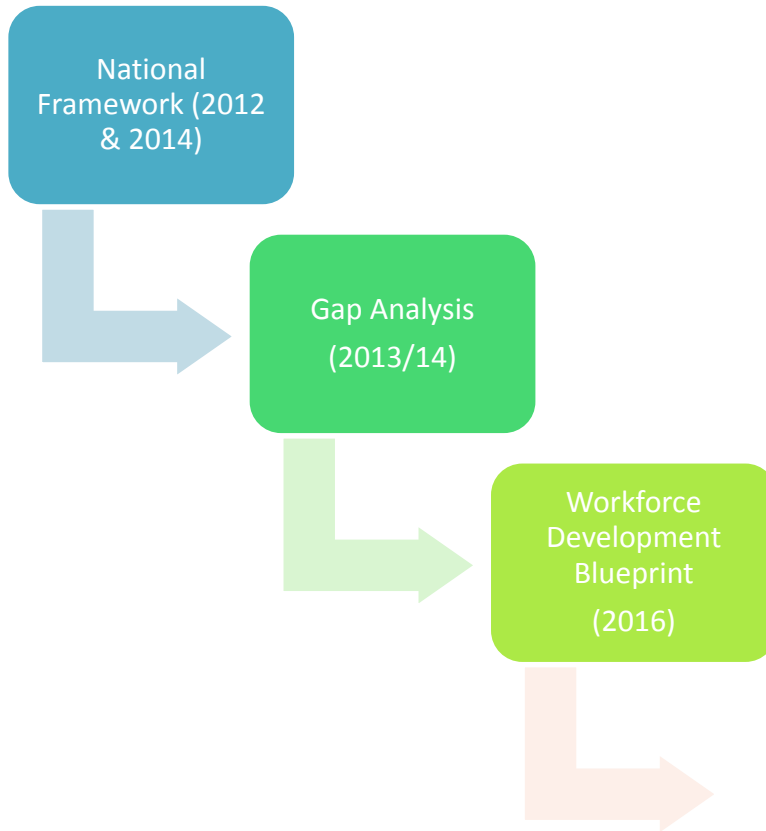 National
Framework (2012
& 2014)
Gap Analysis
(2013/14)
Workforce
Development
Blueprint
(2016)